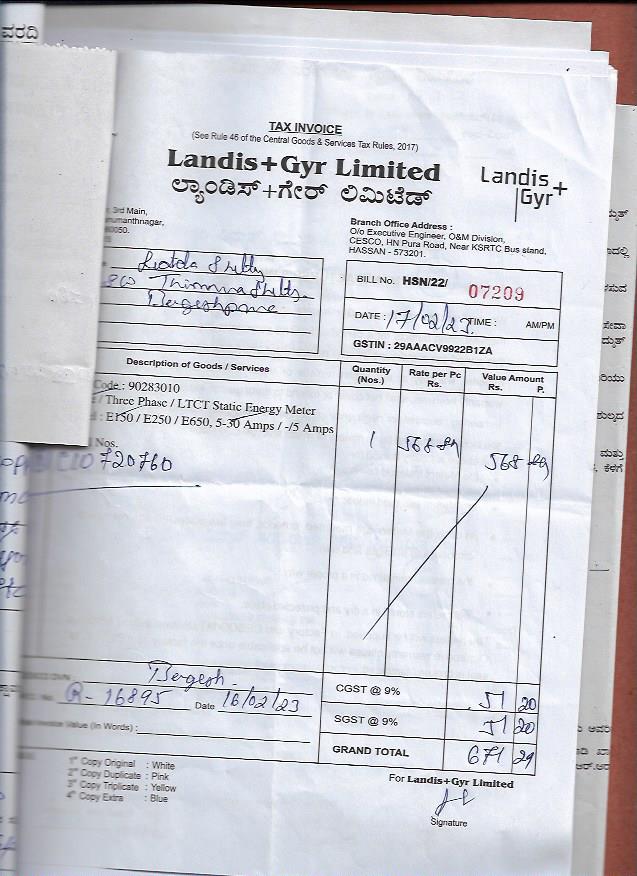 ವರದಿ
TAX INVOICE
(See Rule 46 of the Central Goods & Services Tax Rules, 2017)
Landis+Gyr Limited
ಲ್ಯಾಂಡಿಸ್+ಗೇರ್ ಲಿಮಿಟೆಡ್
Landis+
Gyr
3rd Main,
umanthnagar,
Branch Office Address :
O/o Executive Engineer, O&M Division,
CESCO, HN Pura Road, Near KSRTC Bus stand,
HASSAN - 573201.
BILL No. HSN/22/ 07209
DATE : 17/02/23 TIME : AM/PM
GSTIN : 29AAACV9922B1ZA
Description of Goods / Services
Quantity (Nos.)
Rate per Pc Rs.
Value Amount Rs. P.
Code.: 90283010
/ Three Phase / LTCT Static Energy Meter
: E150 / E250 / E650, 5-30 Amps / -/5 Amps
1 568 89 568 89
Nos.
720760
CGST @ 9% 51 20
Date 16/02/23
R-16895
SGST @ 9% 51 20
Invoice Value (In Words) :
GRAND TOTAL 671 29
1st Copy Original : White
2nd Copy Duplicate : Pink
3rd Copy Triplicate : Yellow
4th Copy Extra : Blue
For Landis+Gyr Limited
Signature